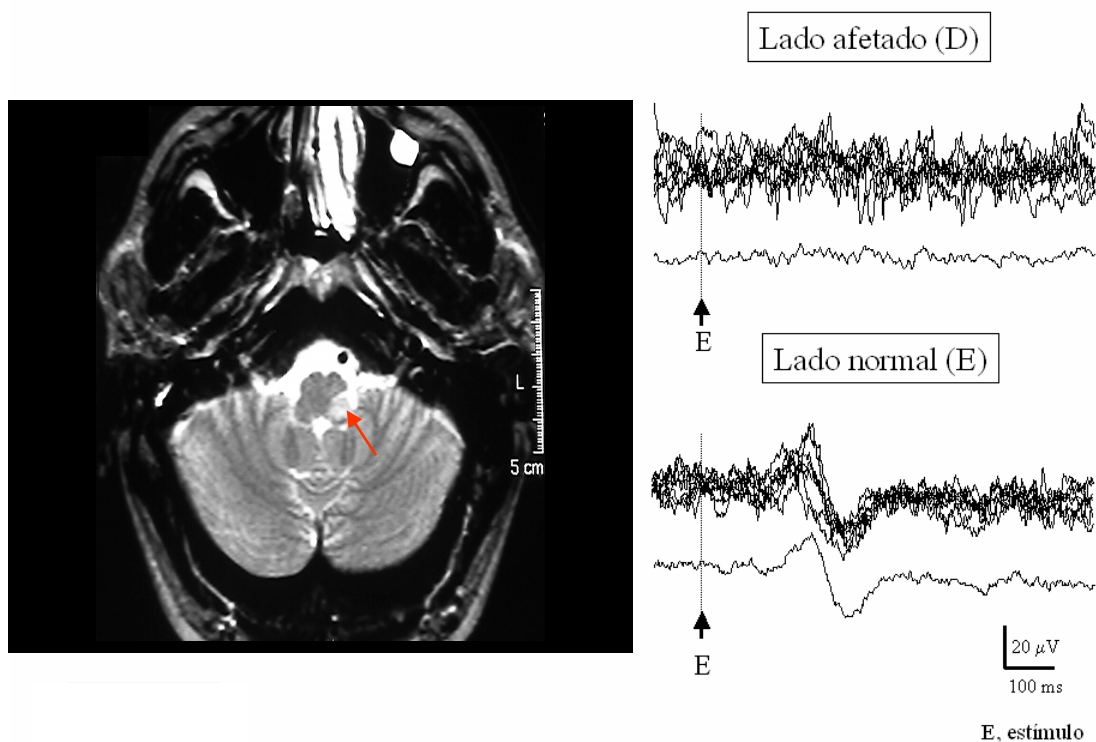 Lado afetado (D)
E
Lado normal (E)
L
5 cm
E
20 µV
100 ms
E, estímulo